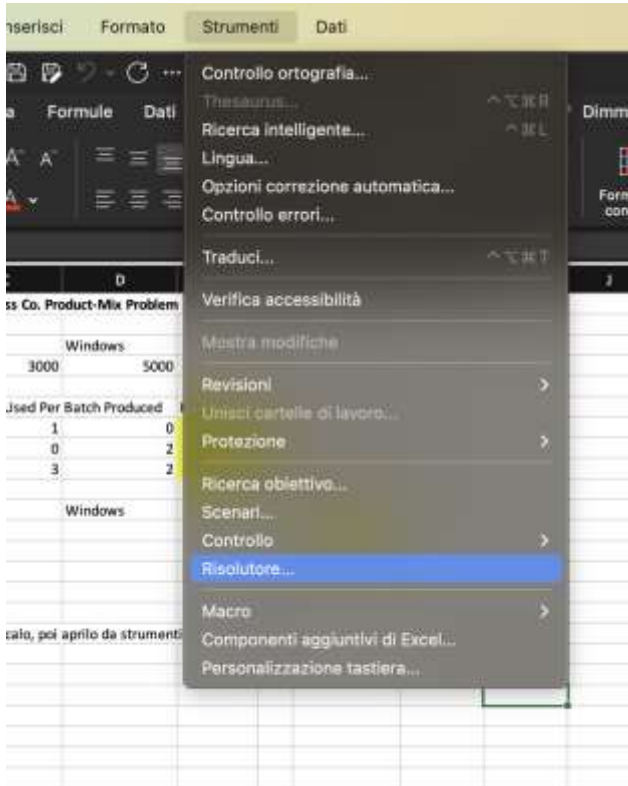 nserisci Formato Strumenti Dati
a Formule Dati
Dimm
Form
con
Controllo ortografia...
Thesaurus... ^⌥⌘R
Ricerca intelligente... ^⌘L
Lingua...
Opzioni correzione automatica...
Controllo errori...
Traduci... ^⌥⌘T
Verifica accessibilità
Mostra modifiche
Revisioni
Unisci cartelle di lavoro...
Protezione
Ricerca obiettivo...
Scenari...
Controllo
Risolutore...
Macro
Componenti aggiuntivi di Excel...
Personalizzazione tastiera...
D J
ss Co. Product-Mix Problem
Windows
3000 5000
Used Per Batch Produced
1 0
0 2
3 2
Windows
calo, poi aprilo da strumenti